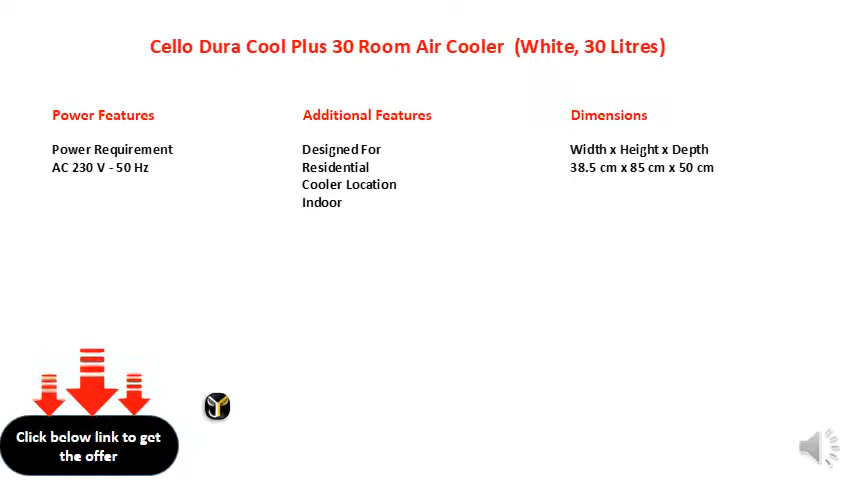 Cello Dura Cool Plus 30 Room Air Cooler (White, 30 Litres)
Power Features
Power Requirement
AC 230 V - 50 Hz
Additional Features
Designed For
Residential
Cooler Location
Indoor
Dimensions
Width x Height x Depth
38.5 cm x 85 cm x 50 cm
Click below link to get
the offer